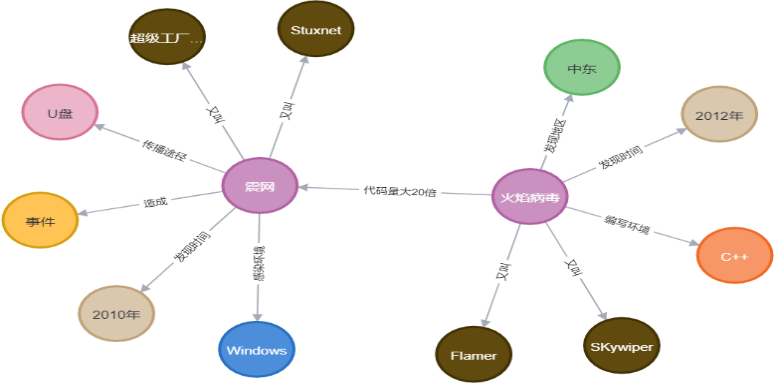 超级工厂...
Stuxnet
中东
U盘
又叫
又叫
2012年
发现地区
传播途径
发现时间
震网
代码量大20倍
火焰病毒
造成
事件
编写环境
发现时间
感染环境
C++
又叫
又叫
2010年
Windows
Flamer
SKywiper